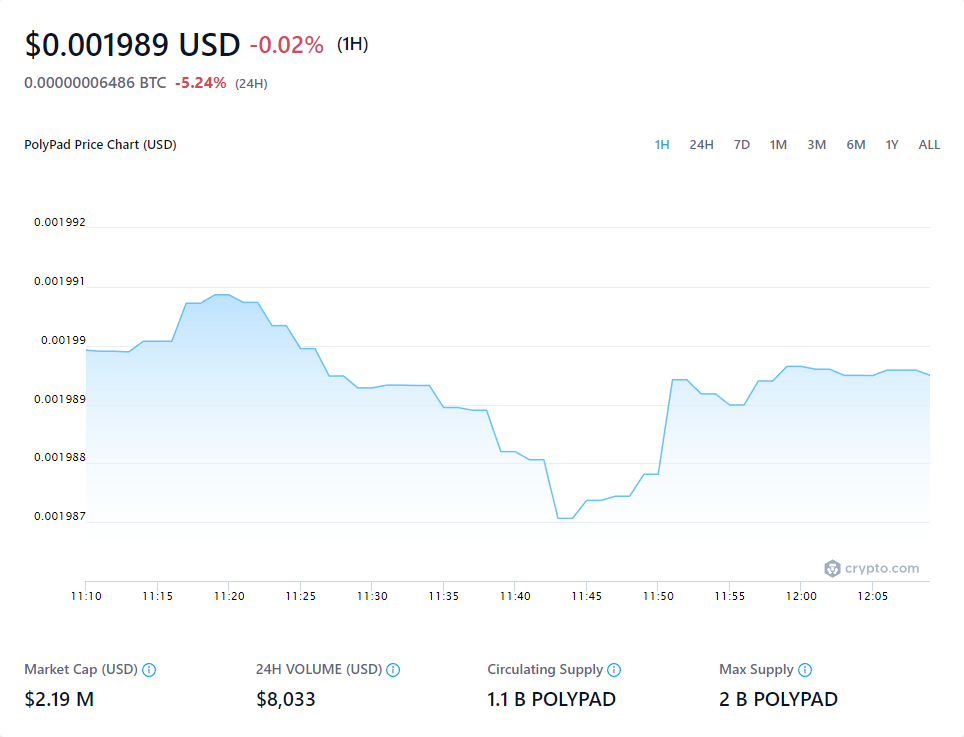 $0.001989 USD -0.02% (1H)
0.00000006486 BTC -5.24% (24H)
PolyPad Price Chart (USD) 1H 24H 7D 1M 3M 6M 1Y ALL
0.001992
0.001991
0.00199
0.001989
0.001988
0.001987
crypto.com
11:10 11:15 11:20 11:25 11:30 11:35 11:40 11:45 11:50 11:55 12:00 12:05
Market Cap (USD) 24H VOLUME (USD) Circulating Supply Max Supply
$2.19 M $8,033 1.1 B POLYPAD 2 B POLYPAD